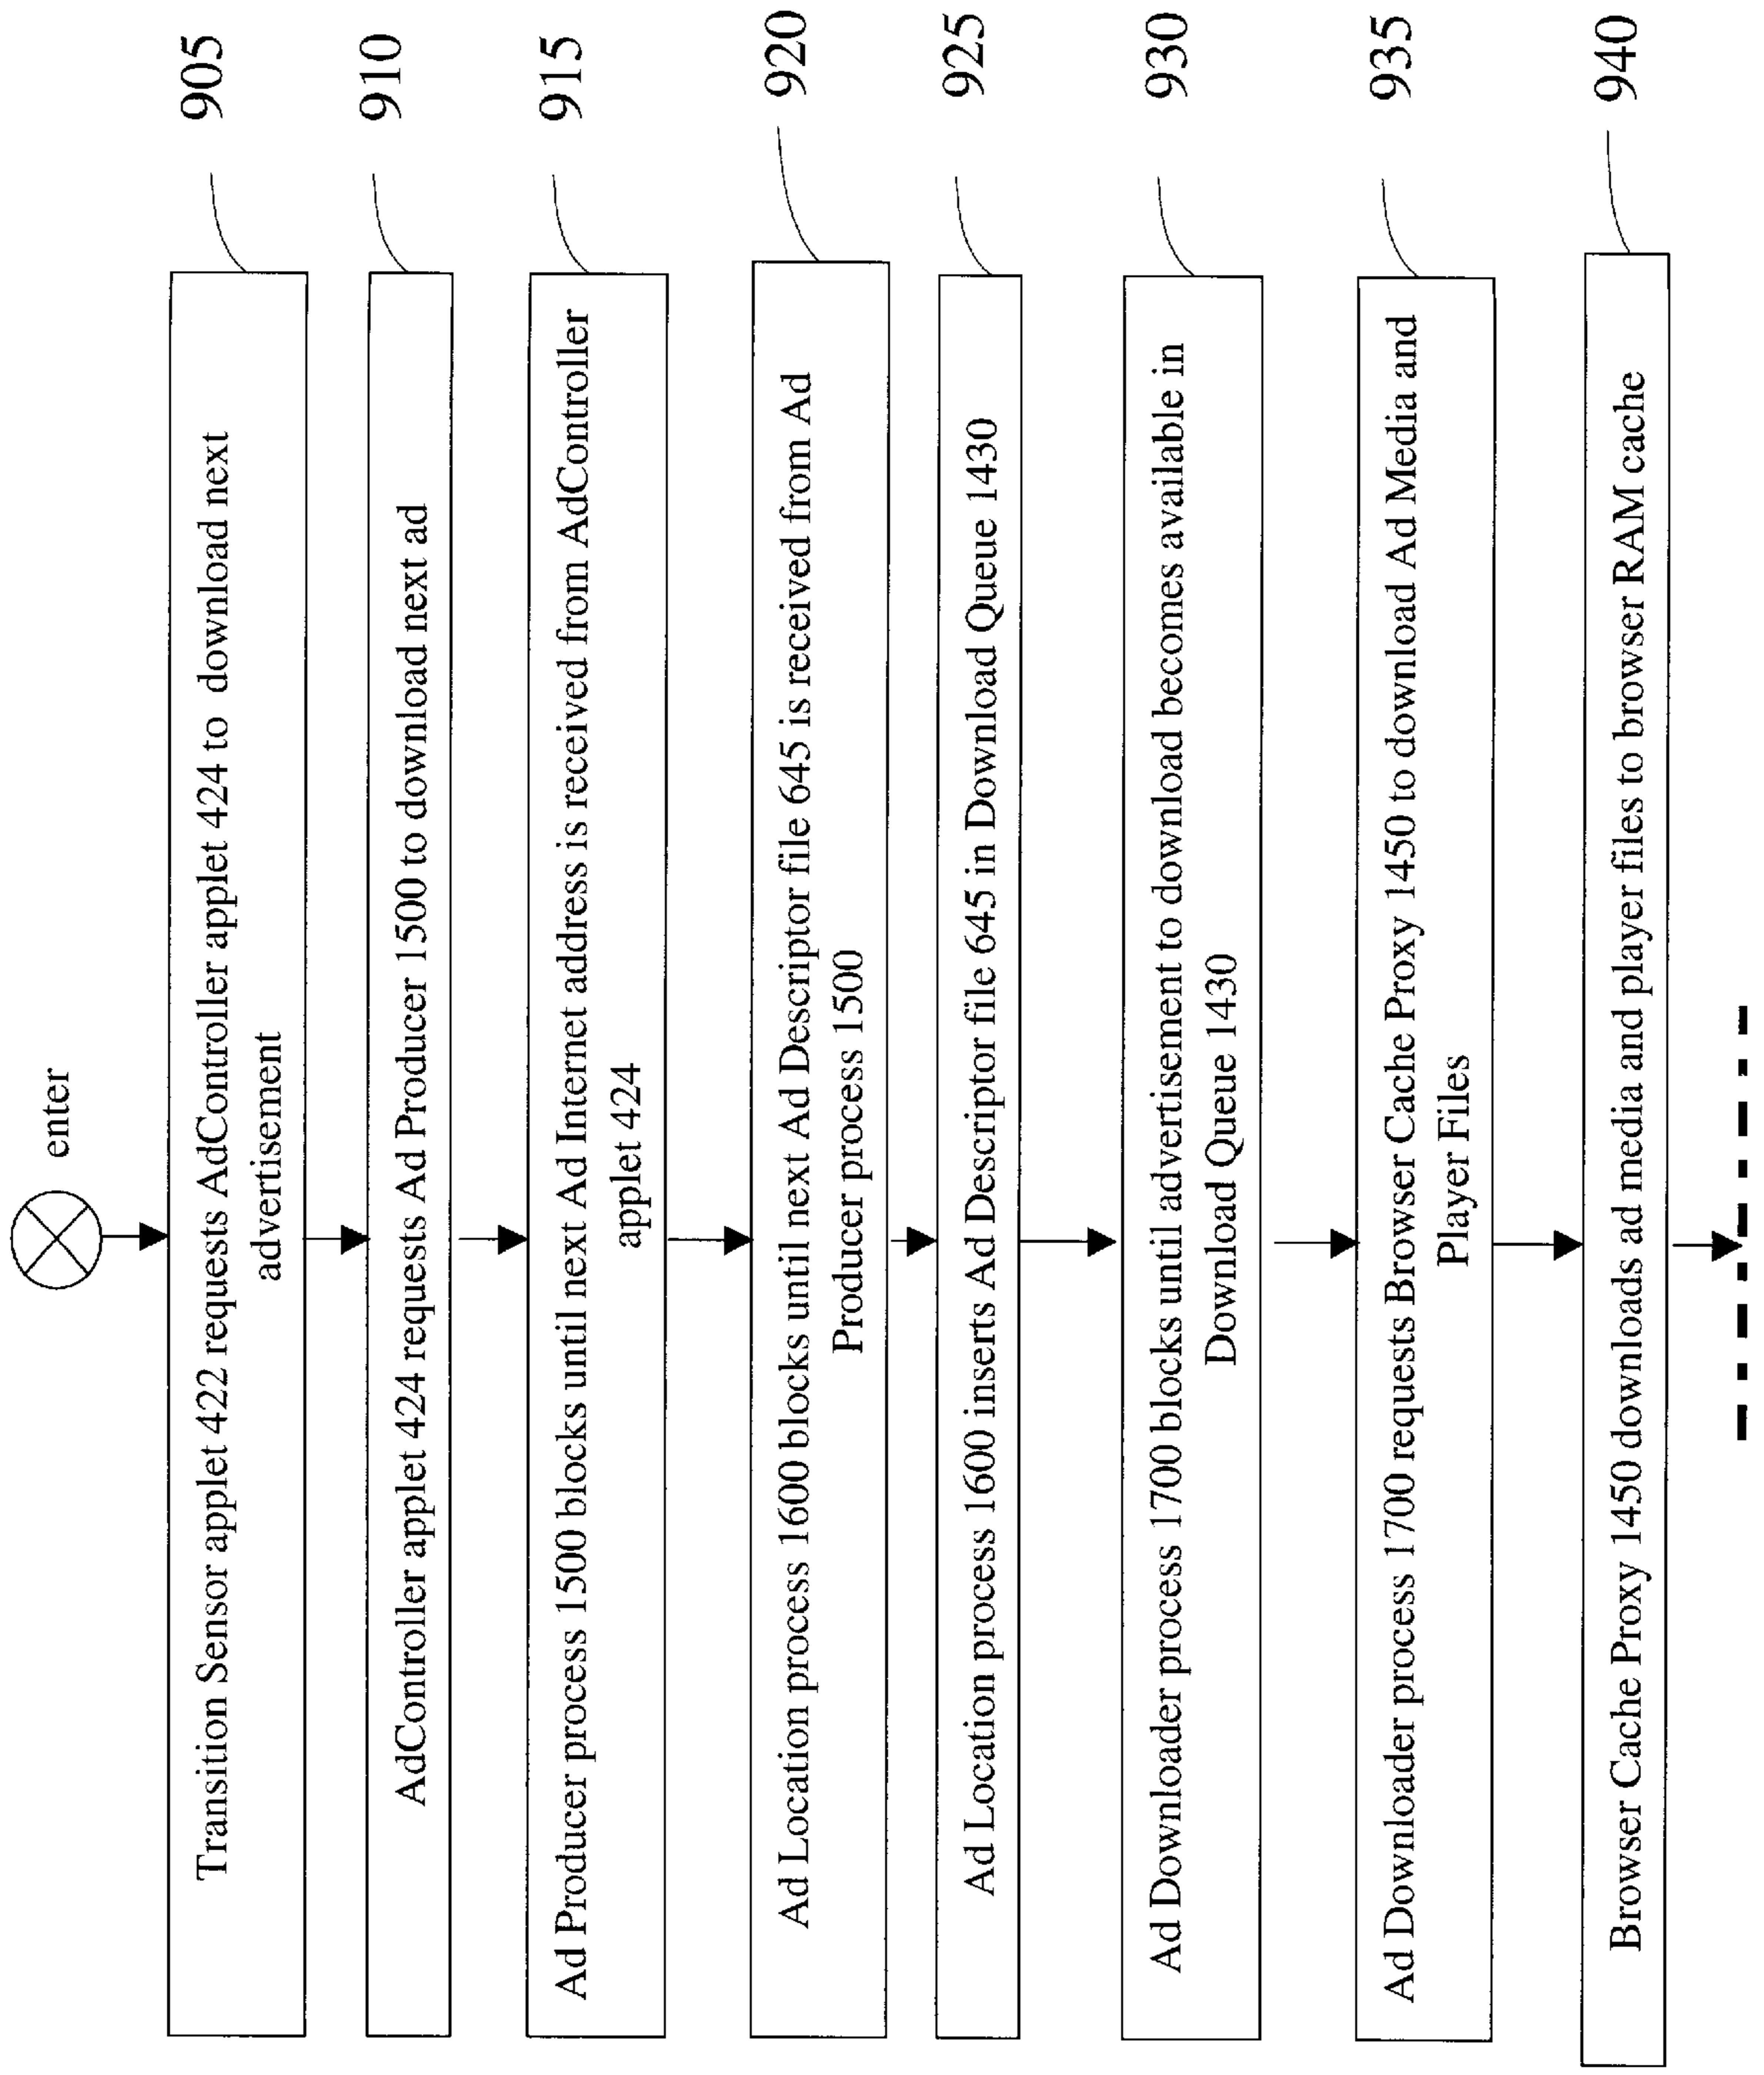 enter
Transition Sensor applet 422 requests AdController applet 424 to download next
advertisement
905
AdController applet 424 requests Ad Producer 1500 to download next ad
910
Ad Producer process 1500 blocks until next Ad Internet address is received from AdController
applet 424
915
Ad Location process 1600 blocks until next Ad Descriptor file 645 is received from Ad
Producer process 1500
920
Ad Location process 1600 inserts Ad Descriptor file 645 in Download Queue 1430
925
Ad Downloader process 1700 blocks until advertisement to download becomes available in
Download Queue 1430
930
Ad Downloader process 1700 requests Browser Cache Proxy 1450 to download Ad Media and
Player Files
935
Browser Cache Proxy 1450 downloads ad media and player files to browser RAM cache
940